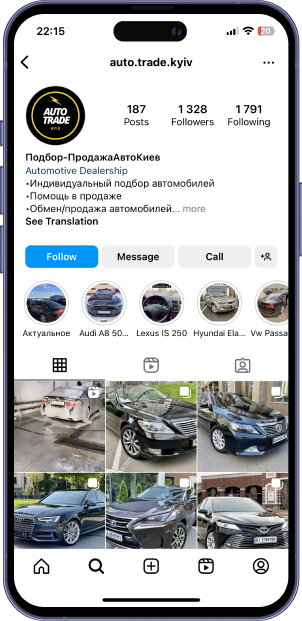 22:15
20
auto.trade.kyiv
AUTO
TRADE
KYIV
187
Posts
1 328
Followers
1 791
Following
Подбор-ПродажаАвтоКиев
Automotive Dealership
•Индивидуальный подбор автомобилей
•Помощь в продаже
•Обмен/продажа автомобилей... more
See Translation
Follow
Message
Call
Актуальное
Audi A8 50...
Lexus IS 250
Hyundai Ela...
Vw Passa